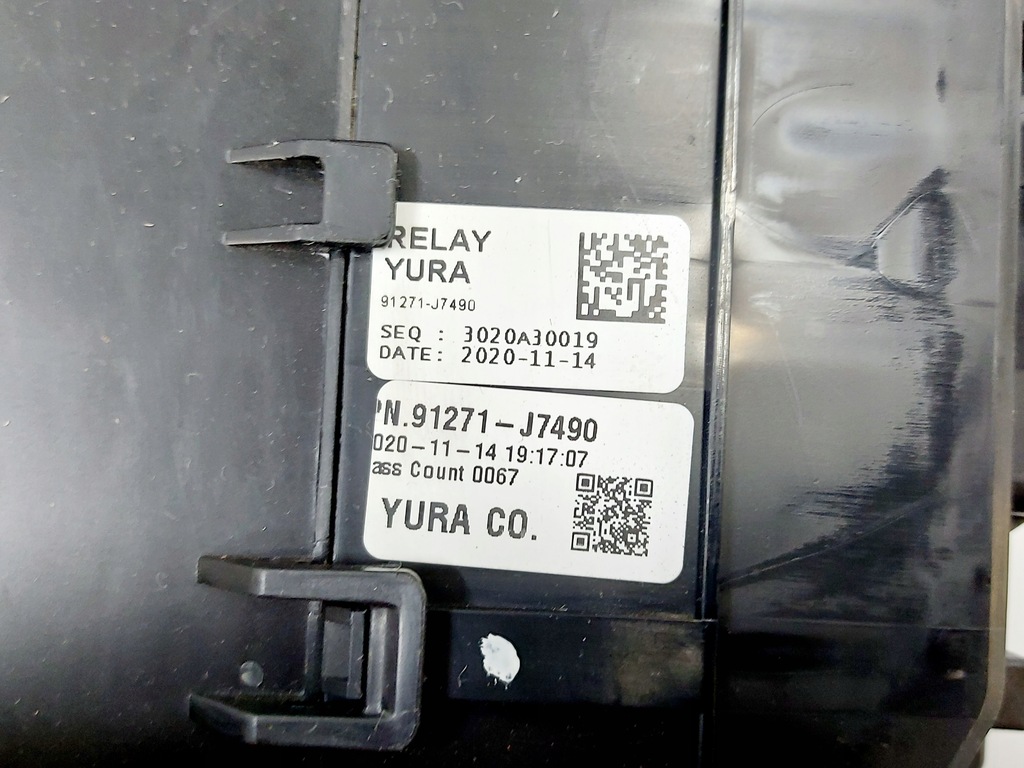 RELAY
YURA
91271-J7490
SEQ : 3020A30019
DATE: 2020-11-14
PN.91271-J7490
020-11-14 19:17:07
ass Count 0067
YURA CO.